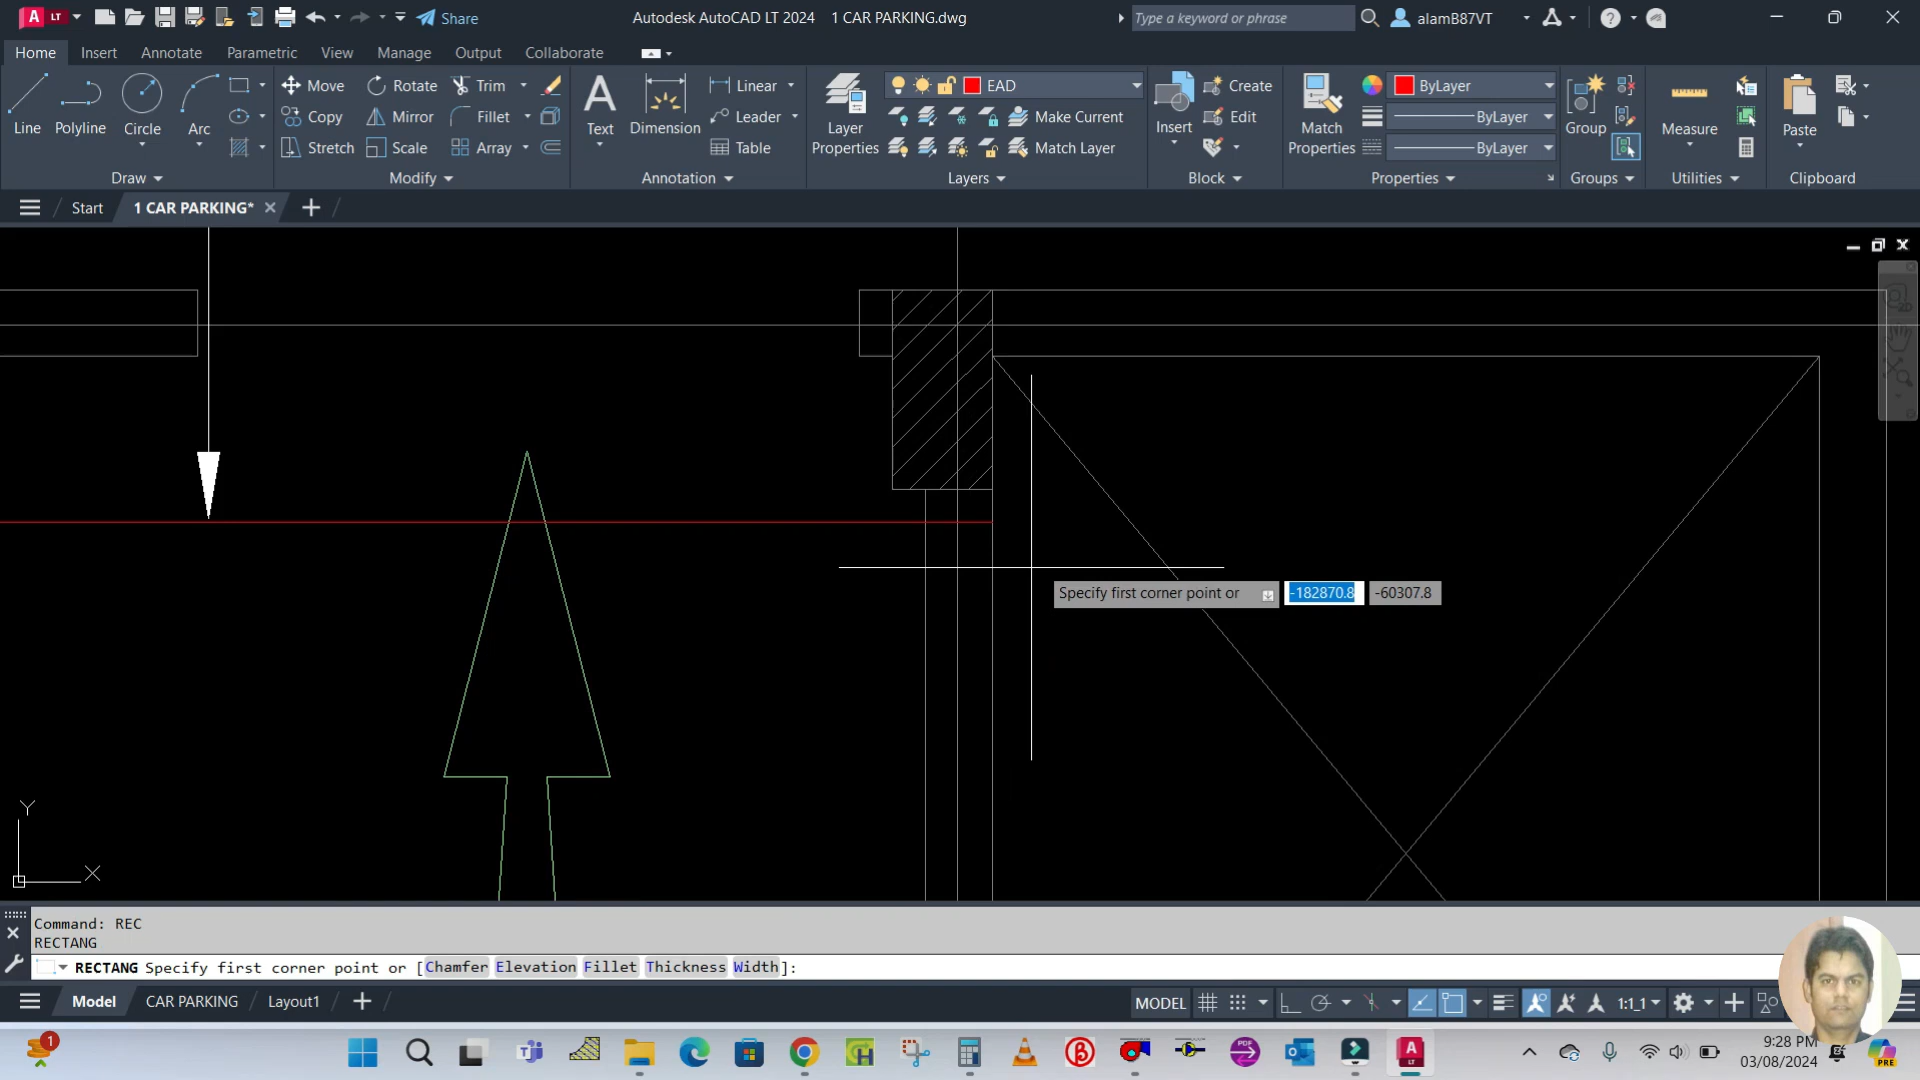 A LT Share Autodesk AutoCAD LT 2024 1 CAR PARKING.dwg Type a keyword or phrase alamB87VT
Home Insert Annotate Parametric View Manage Output Collaborate
Move Rotate Trim Linear EAD Create ByLayer
Line Polyline Circle Arc Copy Mirror Fillet Text Dimension Leader Layer Properties Make Current Insert Edit Match Properties ByLayer Group Measure Paste
Stretch Scale Array Table Match Layer ByLayer
Draw Modify Annotation Layers Block Properties Groups Utilities Clipboard
Start 1 CAR PARKING*
Specify first corner point or -182870.8 -60307.8
Y
X
Command: REC
RECTANG
RECTANG Specify first corner point or [Chamfer Elevation Fillet Thickness Width]:
Model CAR PARKING Layout1 MODEL 1:1_1
1
PDF
A LT
9:28 PM
03/08/2024
PRE